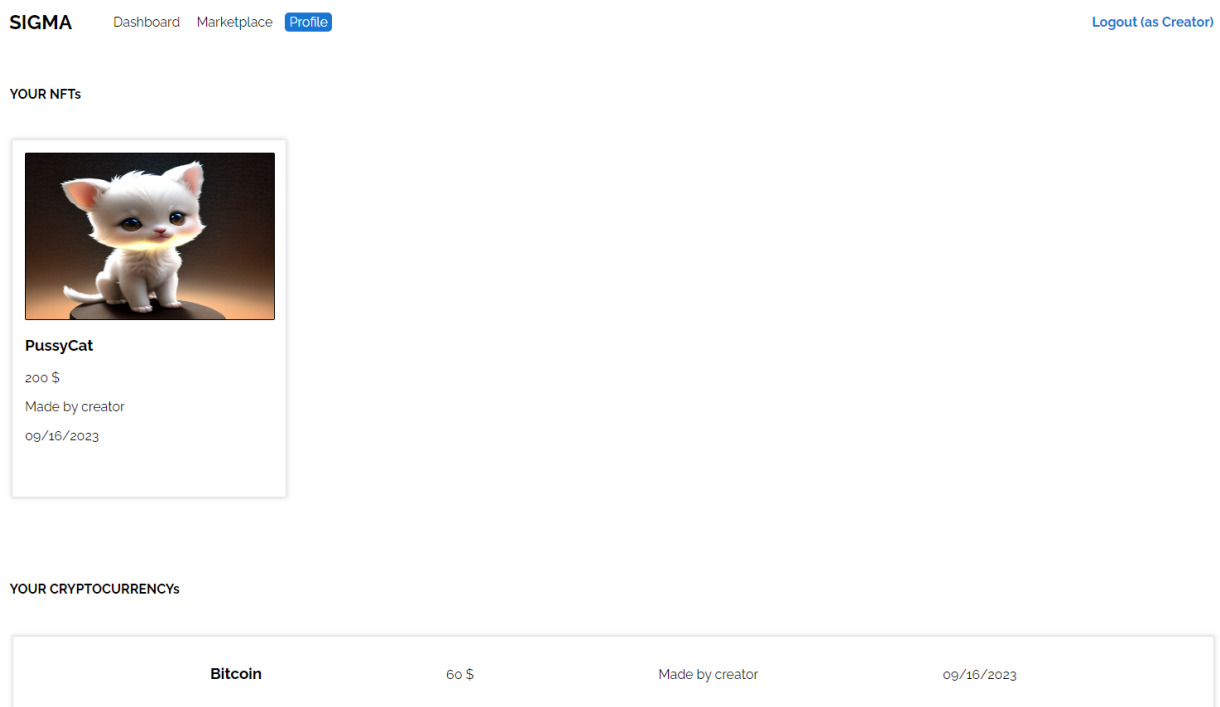 SIGMA Dashboard Marketplace Profile Logout (as Creator)
YOUR NFTs
PussyCat
200 $
Made by creator
09/16/2023
YOUR CRYPTOCURRENCYs
Bitcoin 60 $ Made by creator 09/16/2023